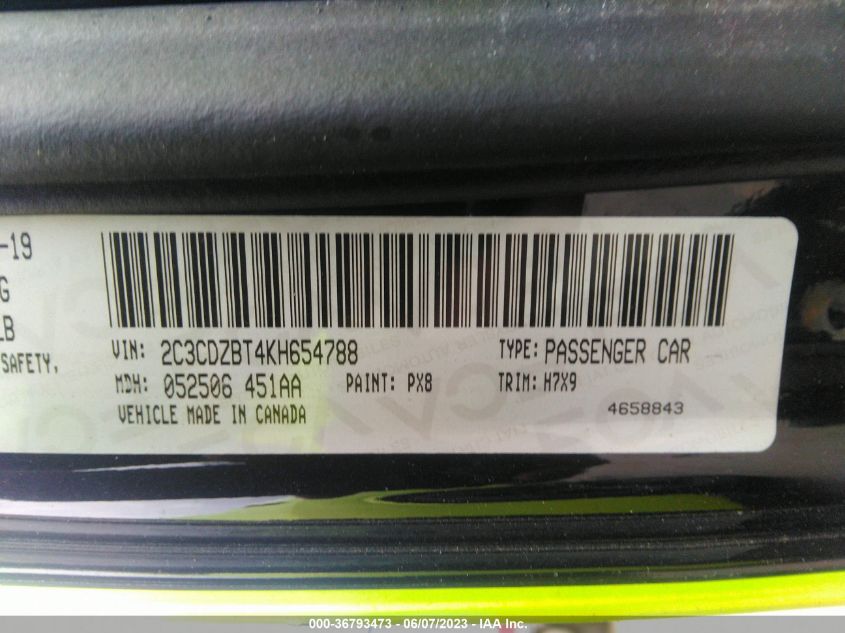 -19
G
LB
SAFETY,
VIN: 2C3CDZBT4KH654788 TYPE: PASSENGER CAR
MDH: 052506 451AA PAINT: PX8 TRIM: H7X9
VEHICLE MADE IN CANADA 4658843
000-36793473 - 06/07/2023 - IAA Inc.